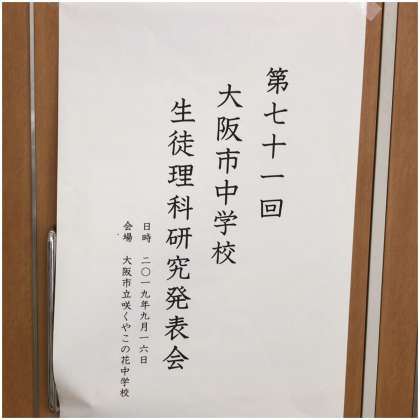 第七十一回
大阪市中学校
生徒理科研究発表会
日時　二〇一九年九月一六日
会場　大阪市立咲くやこの花中学校